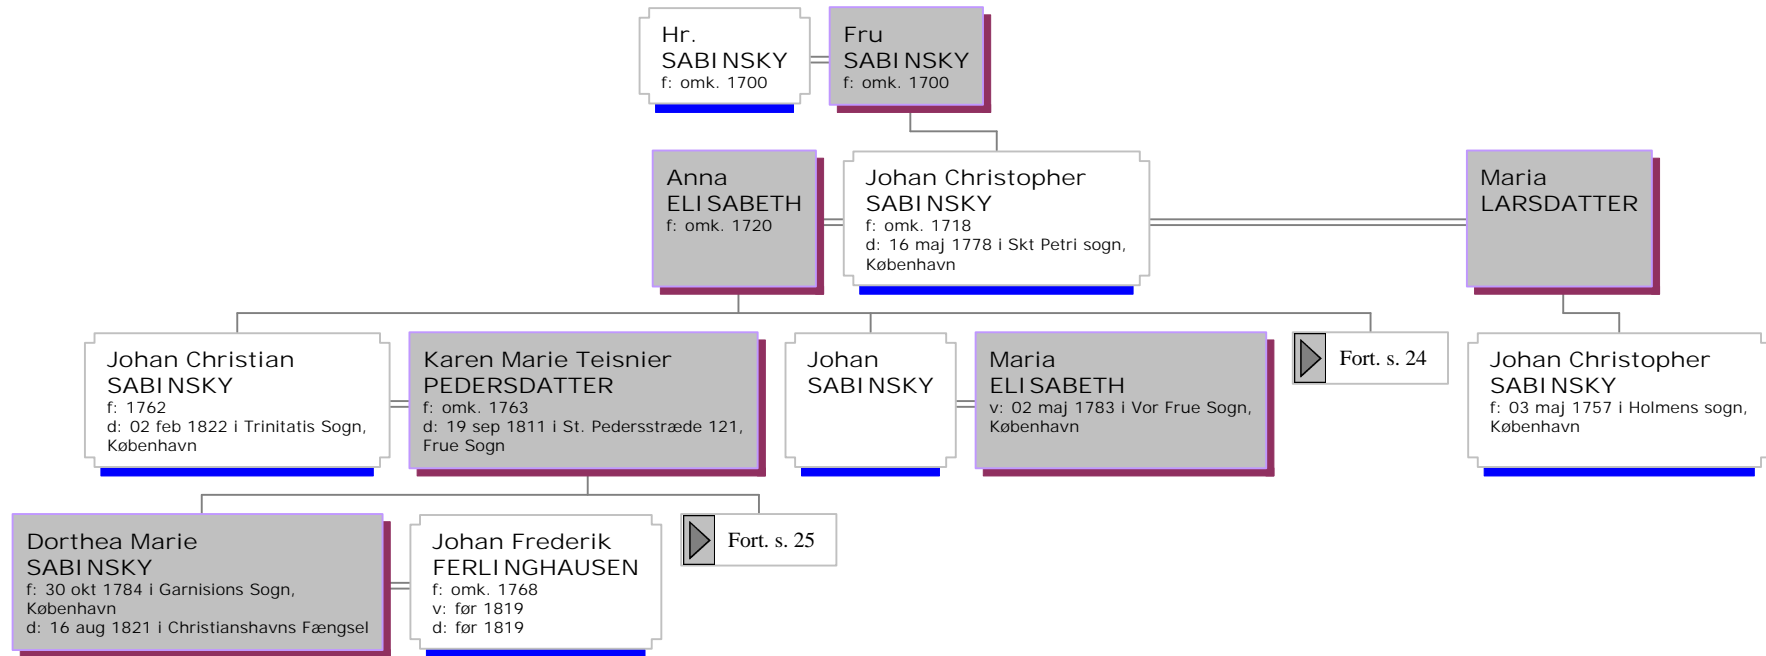 Hr.
SABINSKY
f: omk. 1700
Fru
SABINSKY
f: omk. 1700
Anna
ELISABETH
f: omk. 1720
Johan Christopher
SABINSKY
f: omk. 1718
d: 16 maj 1778 i Skt Petri sogn,
København
Maria
LARSDATTER
Johan Christian
SABINSKY
f: 1762
d: 02 feb 1822 i Trinitatis Sogn,
København
Karen Marie Teisnier
PEDERSDATTER
f: omk. 1763
d: 19 sep 1811 i St. Pedersstræde 121,
Frue Sogn
Johan
SABINSKY
Maria
ELISABETH
v: 02 maj 1783 i Vor Frue Sogn,
København
Fort. s. 24
Johan Christopher
SABINSKY
f: 03 maj 1757 i Holmens sogn,
København
Dorthea Marie
SABINSKY
f: 30 okt 1784 i Garnisions Sogn,
København
d: 16 aug 1821 i Christianshavns Fængsel
Johan Frederik
FERLINGHAUSEN
f: omk. 1768
v: før 1819
d: før 1819
Fort. s. 25